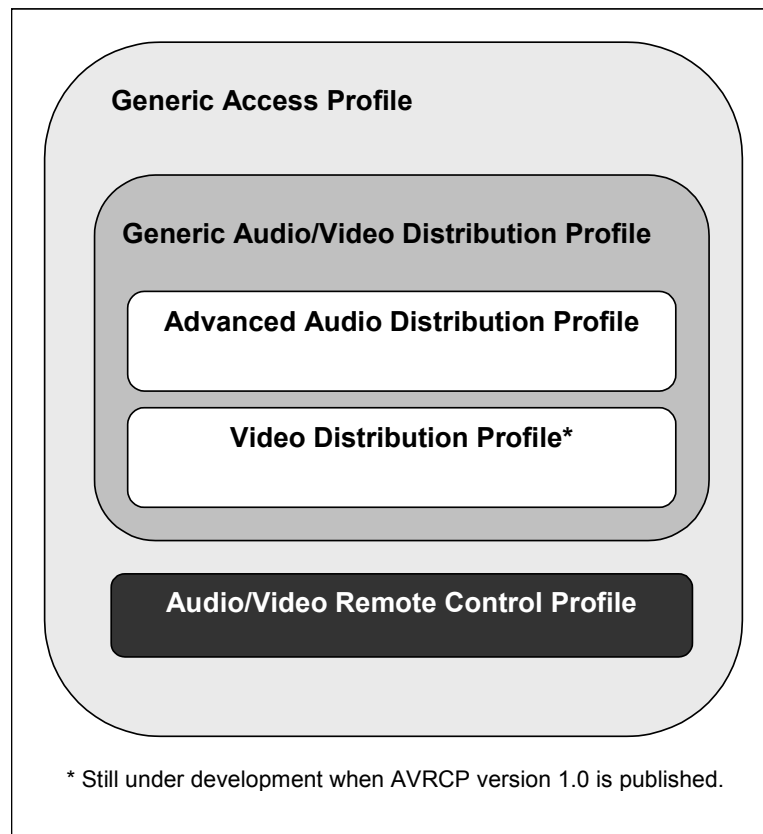 Generic Access Profile
Generic Audio/Video Distribution Profile
Advanced Audio Distribution Profile
Video Distribution Profile*
Audio/Video Remote Control Profile
* Still under development when AVRCP version 1.0 is published.